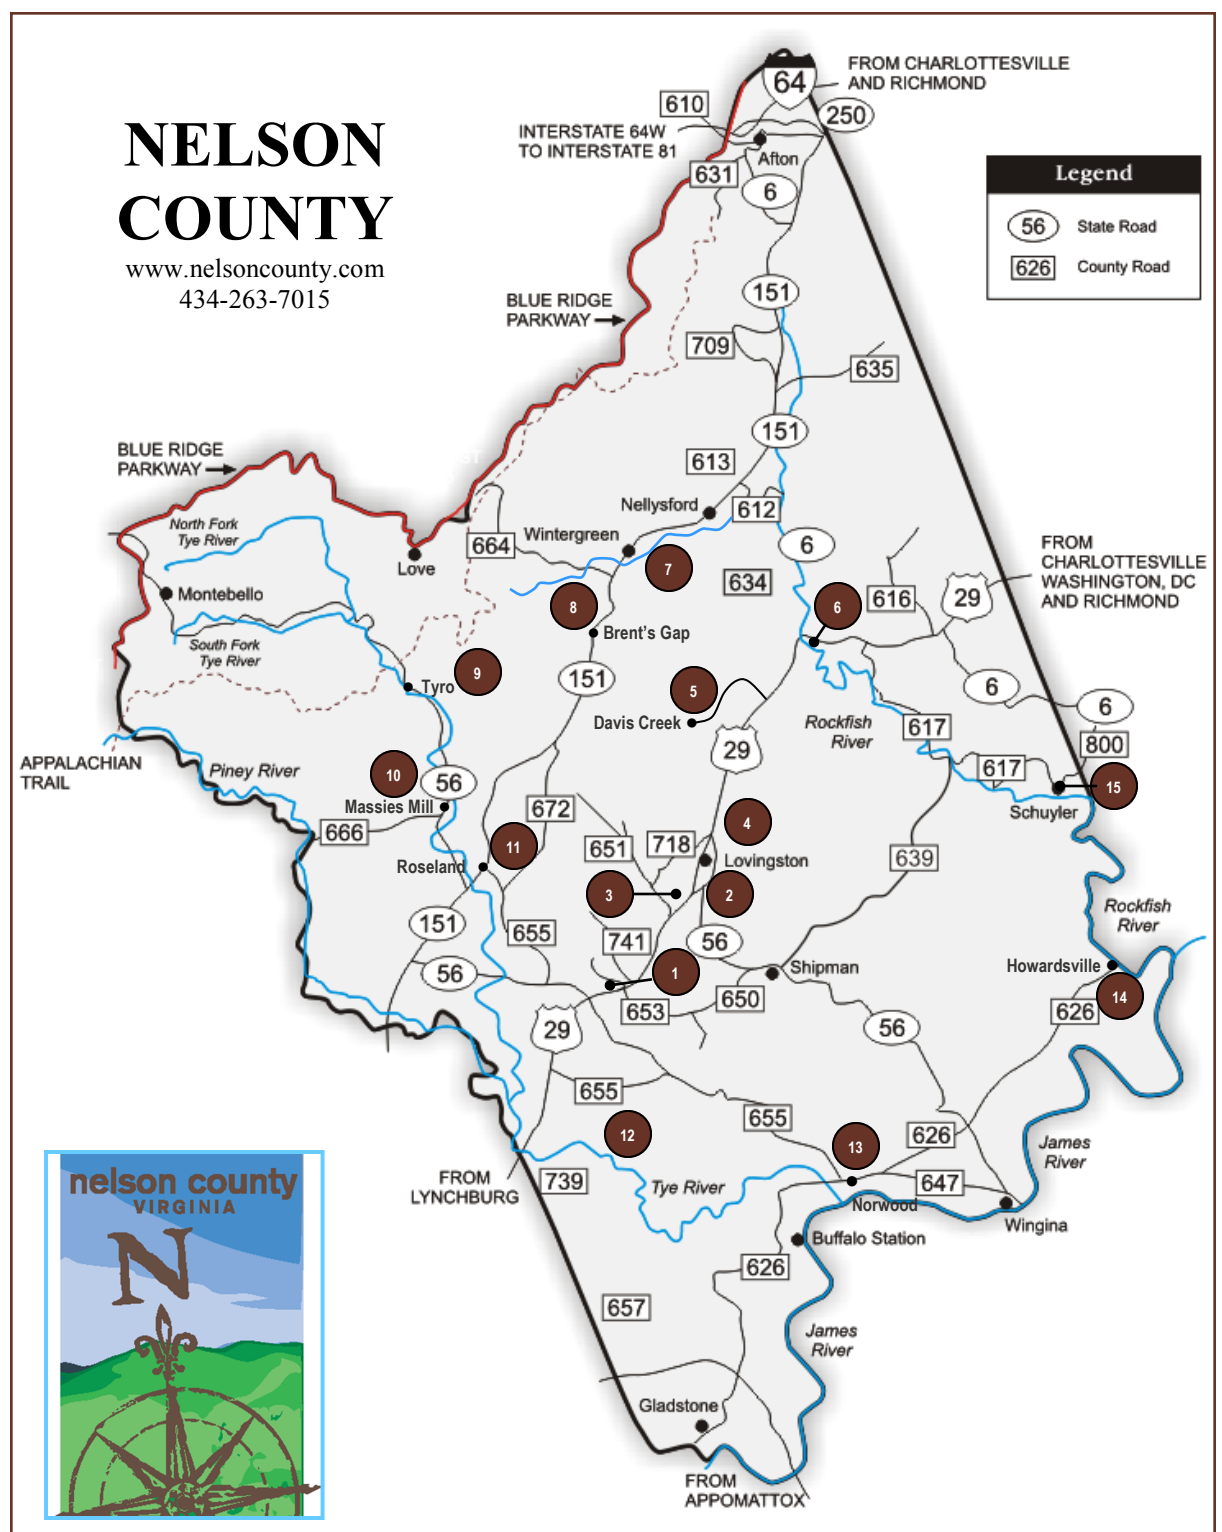 NELSON
COUNTY
www.nelsoncounty.com
434-263-7015
64
FROM CHARLOTTESVILLE
AND RICHMOND
610
250
INTERSTATE 64W
TO INTERSTATE 81
Afton
631
6
Legend
56 State Road
626 County Road
151
BLUE RIDGE
PARKWAY
709
635
151
BLUE RIDGE
PARKWAY
ST
613
Nellysford
612
North Fork
Tye River
Wintergreen
664
6
Love
7
634
FROM
CHARLOTTESVILLE
WASHINGTON, DC
AND RICHMOND
Montebello
8
6
616
29
Brent's Gap
South Fork
Tye River
9
151
5
6
Tyro
6
Davis Creek
Rockfish
River
617
800
29
APPALACHIAN
TRAIL
Piney River
10
56
617
15
Massies Mill
672
Schuyler
666
4
11
651
718
Lovingston
639
Roseland
3
2
151
655
741
56
Rockfish
River
56
1
Shipman
Howardsville
14
653
650
626
29
56
655
655
12
13
626
James
River
FROM
LYNCHBURG
739
Tye River
647
Norwood
Wingina
Buffalo Station
626
657
James
River
Gladstone
FROM
APPOMATTOX
nelson county
VIRGINIA
N